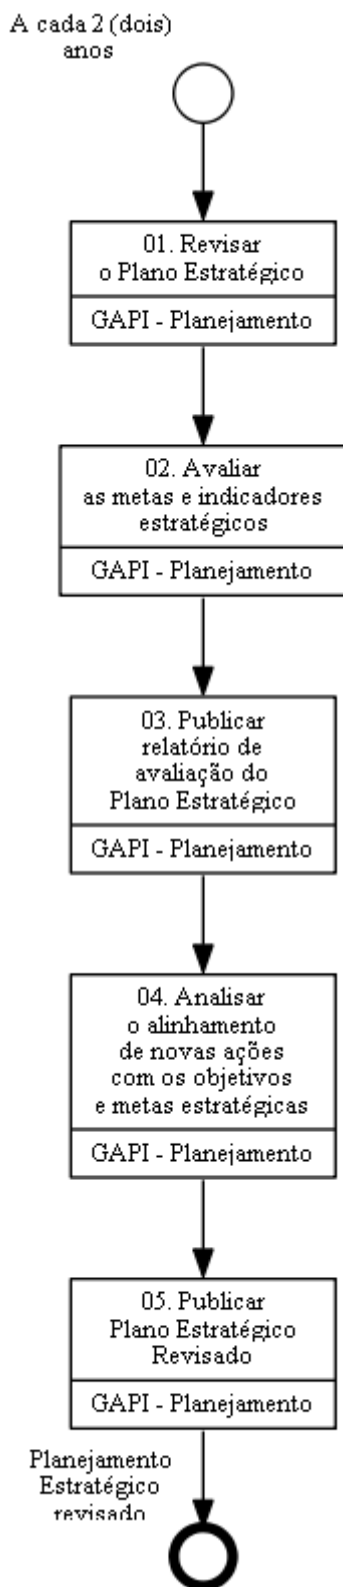 A cada 2 (dois)
anos
01. Revisar
o Plano Estratégico
GAPI - Planejamento
02. Avaliar
as metas e indicadores
estratégicos
GAPI - Planejamento
03. Publicar
relatório de
avaliação do
Plano Estratégico
GAPI - Planejamento
04. Analisar
o alinhamento
de novas ações
com os objetivos
e metas estratégicas
GAPI - Planejamento
05. Publicar
Plano Estratégico
Revisado
GAPI - Planejamento
Planejamento
Estratégico
revisado